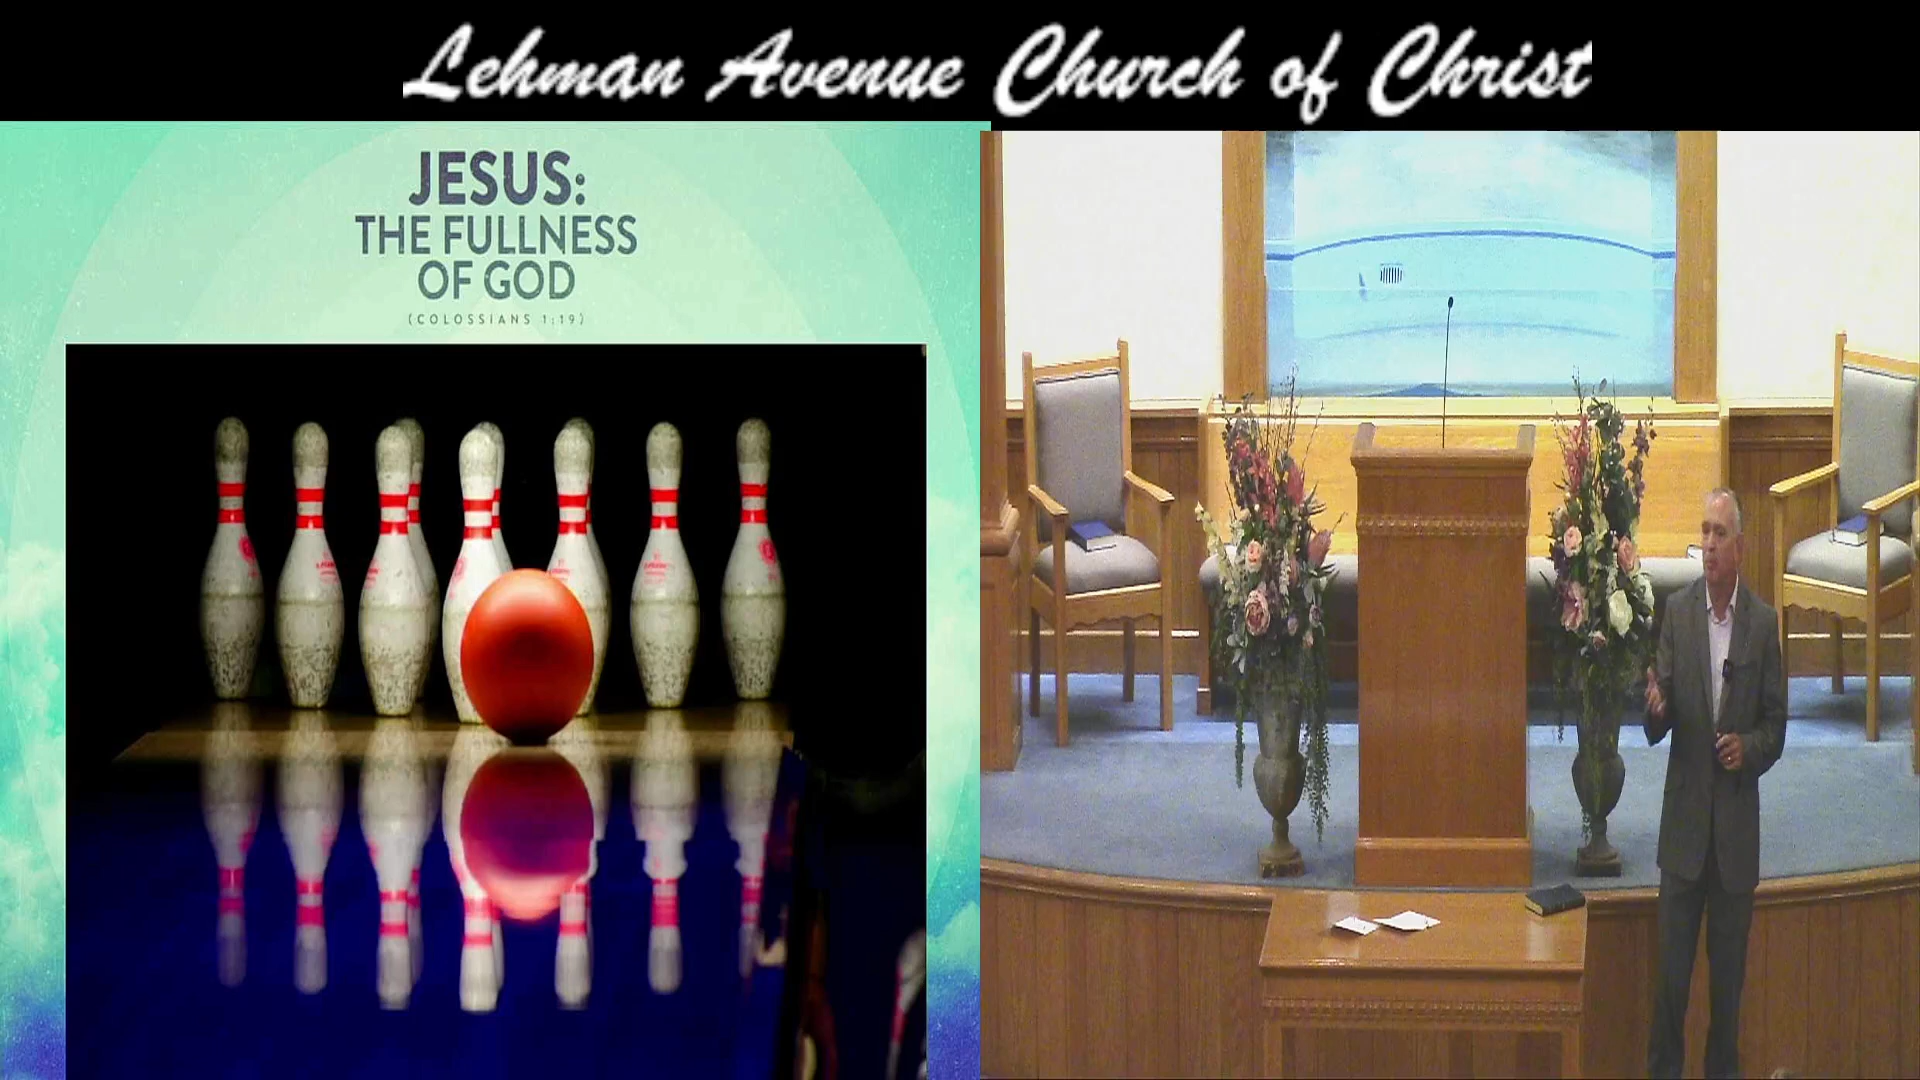 Lehman Avenue Church of Christ
JESUS:
THE FULLNESS
OF GOD
(COLOSSIANS 1:19)